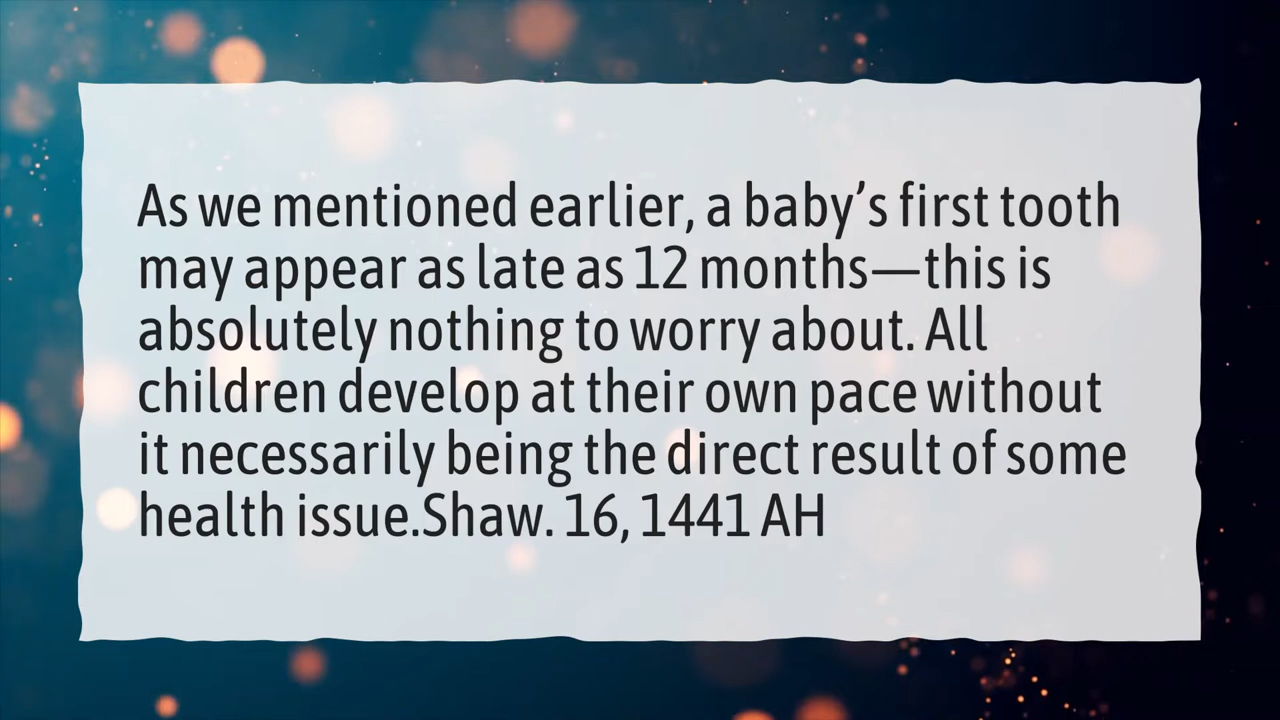 As we mentioned earlier, a baby’s first tooth
may appear as late as 12 months—this is
absolutely nothing to worry about. All
children develop at their own pace without
it necessarily being the direct result of some
health issue.Shaw. 16, 1441 AH